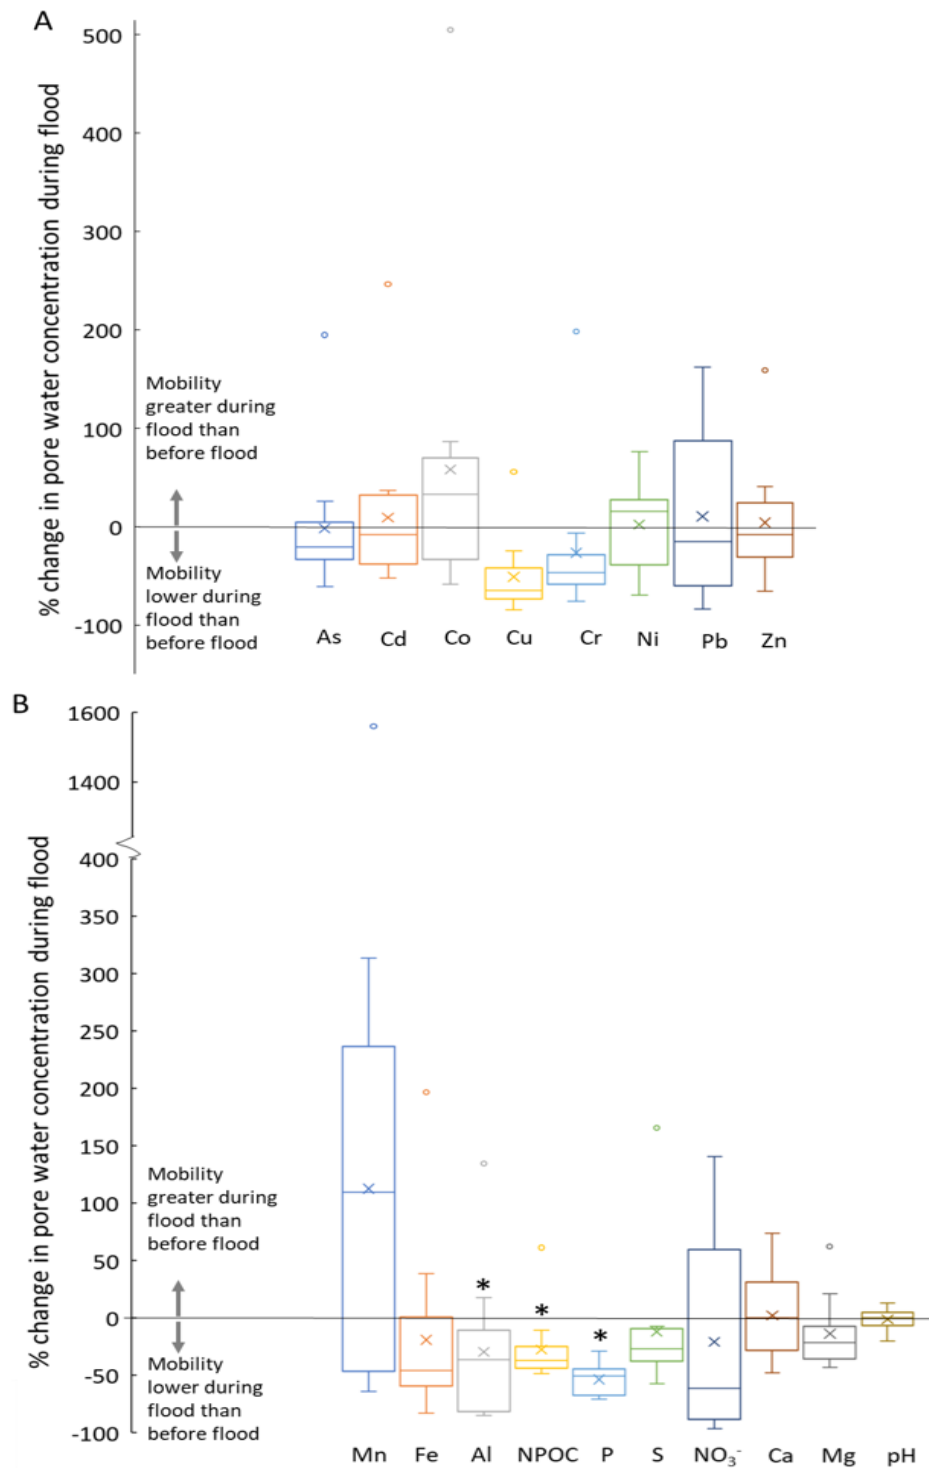 A
% change in pore water concentration during flood
500
400
300
200
100
0
-100
Mobility
greater during
flood than
before flood
Mobility
lower during
flood than
before flood
As Cd Co Cu Cr Ni Pb Zn
B
% change in pore water concentration during flood
1600
1400
400
350
300
250
200
150
100
50
0
-50
-100
Mobility
greater during
flood than
before flood
Mobility
lower during
flood than
before flood
* * *
Mn Fe Al NPOC P S NO₃⁻ Ca Mg pH